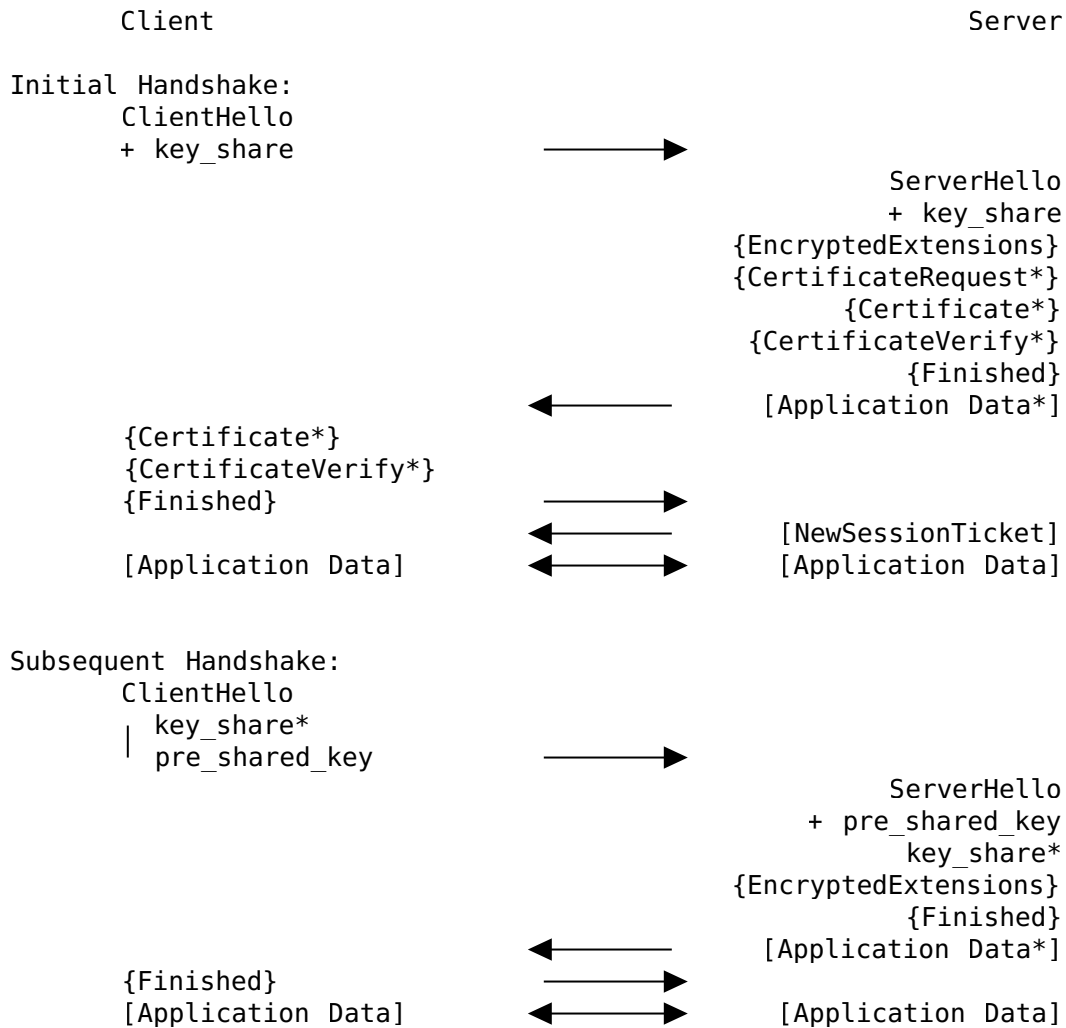 Client Server
Initial Handshake:
ClientHello
+ key_share
ServerHello
+ key_share
{EncryptedExtensions}
{CertificateRequest*}
{Certificate*}
{CertificateVerify*}
{Finished}
[Application Data*]
{Certificate*}
{CertificateVerify*}
{Finished}
[NewSessionTicket]
[Application Data] [Application Data]
Subsequent Handshake:
ClientHello
key_share*
pre_shared_key
ServerHello
+ pre_shared_key
key_share*
{EncryptedExtensions}
{Finished}
[Application Data*]
{Finished}
[Application Data] [Application Data]